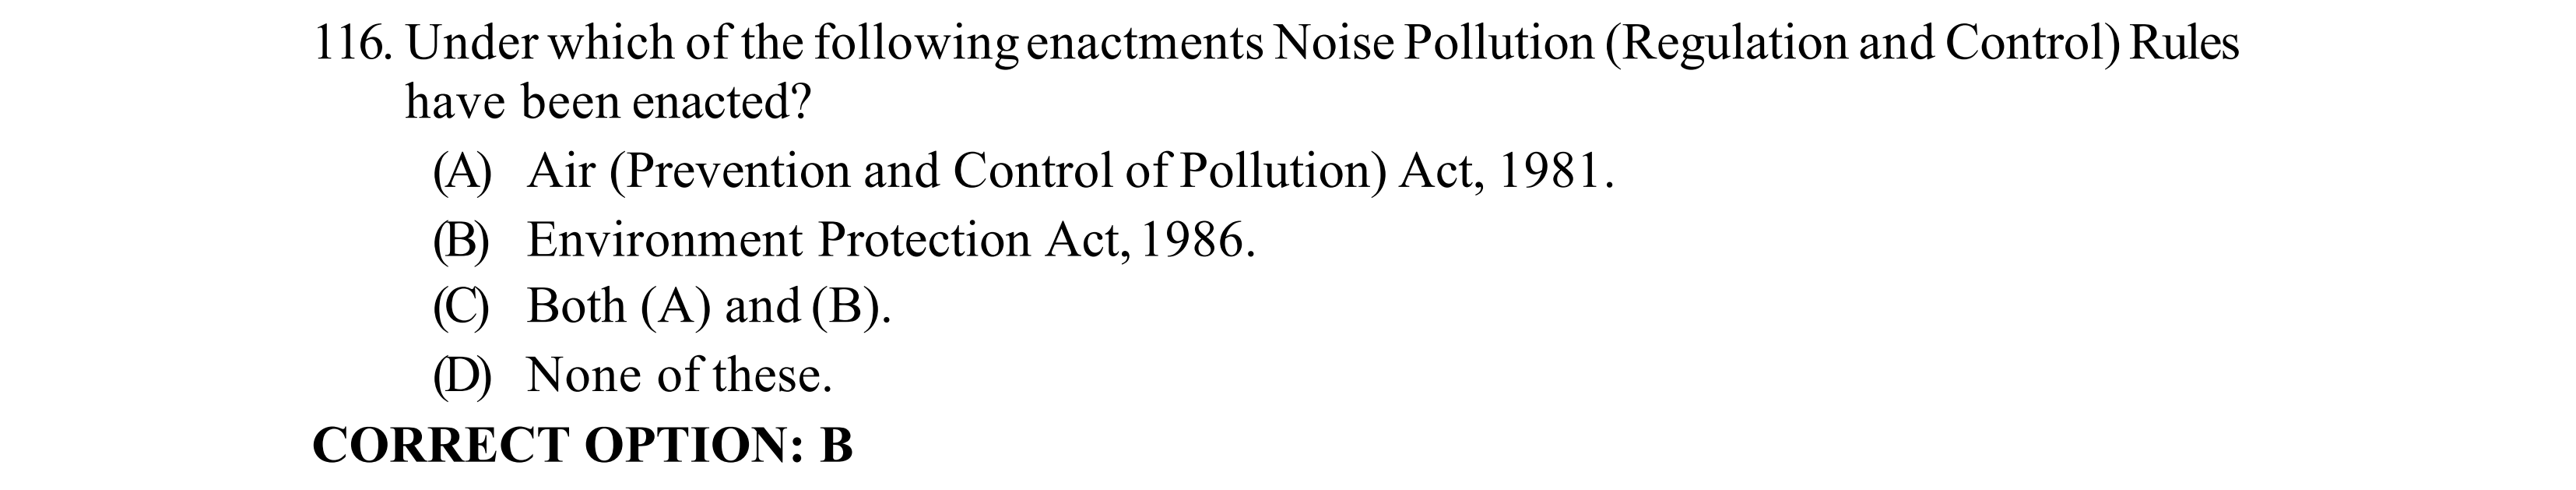 116. Under which of the following enactments Noise Pollution (Regulation and Control) Rules
have been enacted?
(A) Air (Prevention and Control of Pollution) Act, 1981.
(B) Environment Protection Act, 1986.
(C) Both (A) and (B).
(D) None of these.
CORRECT OPTION: B